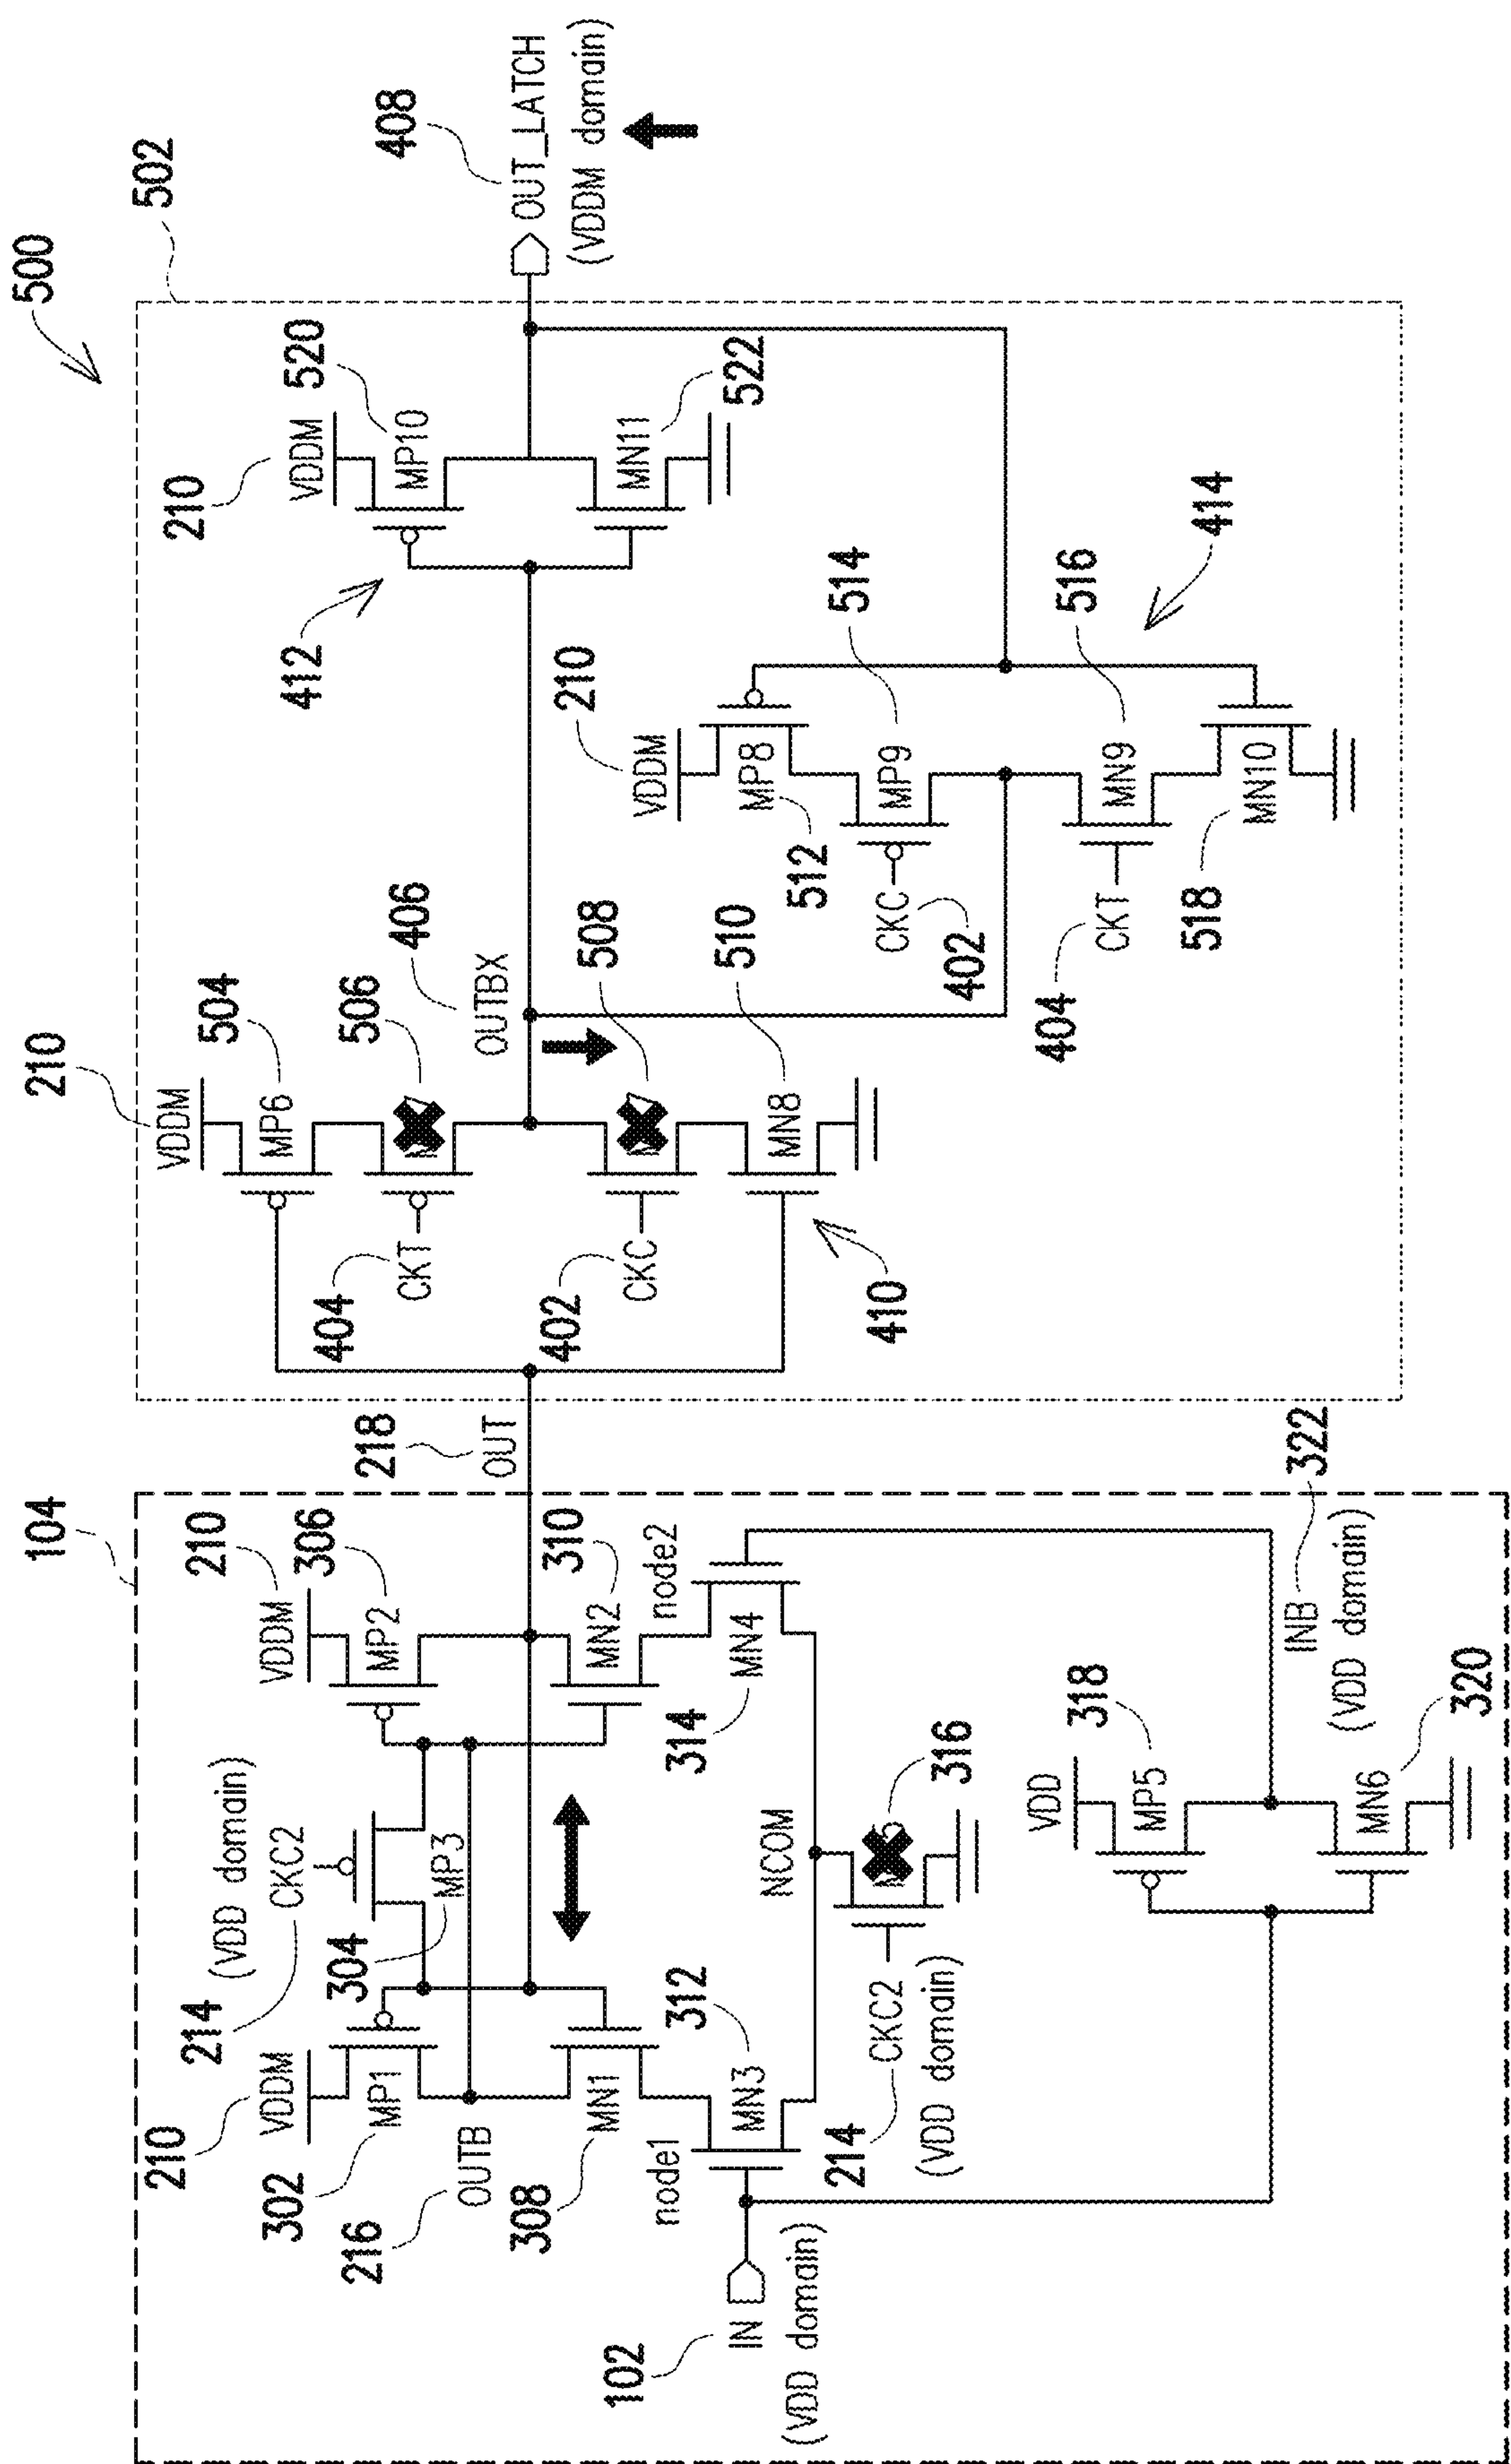 500
104
502
210
VDDM
504
MP6
210
VDDM
520
MP10
412
408
OUT_LATCH
(VDDM domain)
214
CKC2
(VDD domain)
210
VDDM
302
MP1
304
MP3
210
VDDM
306
MP2
218
OUT
404
CKT
506
406
OUTBX
MN11
522
216
OUTB
308
MN1
310
MN2
node2
402
CKC
508
210
VDDM
MP8
512
514
MP9
node1
312
MN3
314
MN4
510
MN8
410
CKC
402
102
IN
(VDD domain)
NCOM
316
214
CKC2
(VDD domain)
404
CKT
516
MN9
414
518
MN10
VDD
318
MP5
MN6
320
INB
322
(VDD domain)